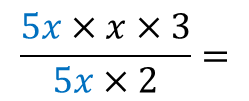 5x × x × 3
5x × 2
=